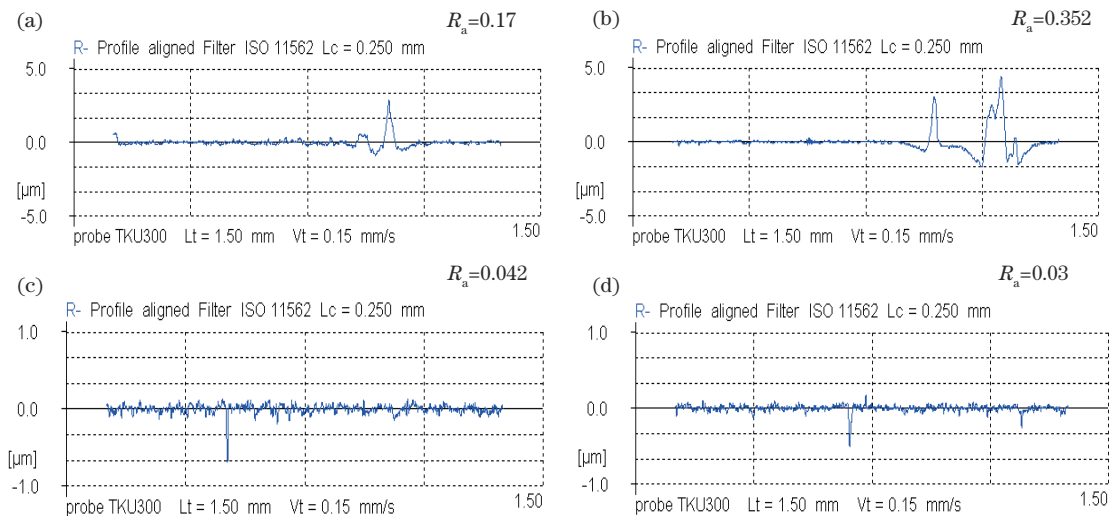 (a)
Ra=0.17
R- Profile aligned Filter ISO 11562 Lc = 0.250 mm
5.0
0.0
[µm]
-5.0
1.50
probe TKU300 Lt = 1.50 mm Vt = 0.15 mm/s
(b)
Ra=0.352
R- Profile aligned Filter ISO 11562 Lc = 0.250 mm
5.0
0.0
[µm]
-5.0
1.50
probe TKU300 Lt = 1.50 mm Vt = 0.15 mm/s
(c)
Ra=0.042
R- Profile aligned Filter ISO 11562 Lc = 0.250 mm
1.0
0.0
[µm]
-1.0
1.50
probe TKU300 Lt = 1.50 mm Vt = 0.15 mm/s
(d)
Ra=0.03
R- Profile aligned Filter ISO 11562 Lc = 0.250 mm
1.0
0.0
[µm]
-1.0
1.50
probe TKU300 Lt = 1.50 mm Vt = 0.15 mm/s